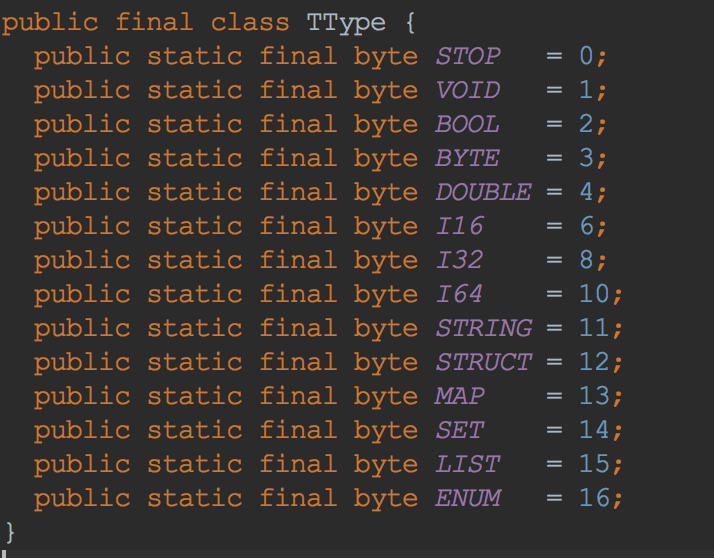 public final class TType {
  public static final byte STOP   = 0;
  public static final byte VOID   = 1;
  public static final byte BOOL   = 2;
  public static final byte BYTE   = 3;
  public static final byte DOUBLE = 4;
  public static final byte I16    = 6;
  public static final byte I32    = 8;
  public static final byte I64    = 10;
  public static final byte STRING = 11;
  public static final byte STRUCT = 12;
  public static final byte MAP    = 13;
  public static final byte SET    = 14;
  public static final byte LIST   = 15;
  public static final byte ENUM   = 16;
}